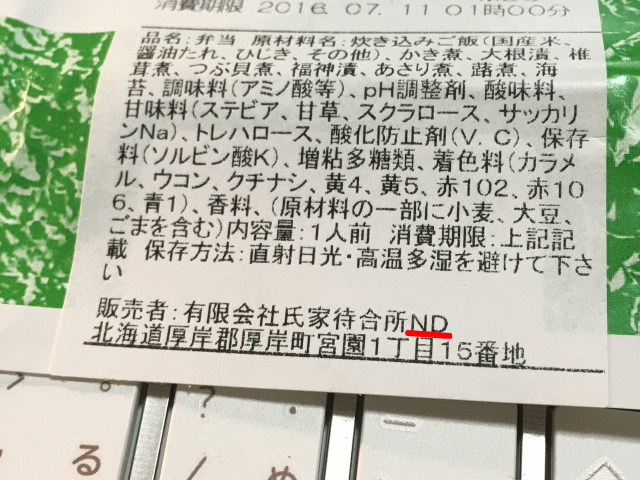 消費期限 2016.07.11 01時00分
品名:弁当 原材料名:炊き込みご飯(国産米、
醤油たれ、ひじき、その他)、かき煮、大根漬、椎
茸煮、つぶ貝煮、福神漬、あさり煮、蕗煮、海
苔、調味料(アミノ酸等)、pH調整剤、酸味料、
甘味料(ステビア、甘草、スクラロース、サッカリ
ンNa)、トレハロース、酸化防止剤(V.C)、保存
料(ソルビン酸K)、増粘多糖類、着色料(カラメ
ル、ウコン、クチナシ、黄4、黄5、赤102、赤10
6、青1)、香料、(原材料の一部に小麦、大豆、
ごまを含む)内容量:1人前 消費期限:上記記
載 保存方法:直射日光・高温多湿を避けて下さ
い
販売者:有限会社氏家待合所ND
北海道厚岸郡厚岸町宮園1丁目15番地
。 ? ・
る め